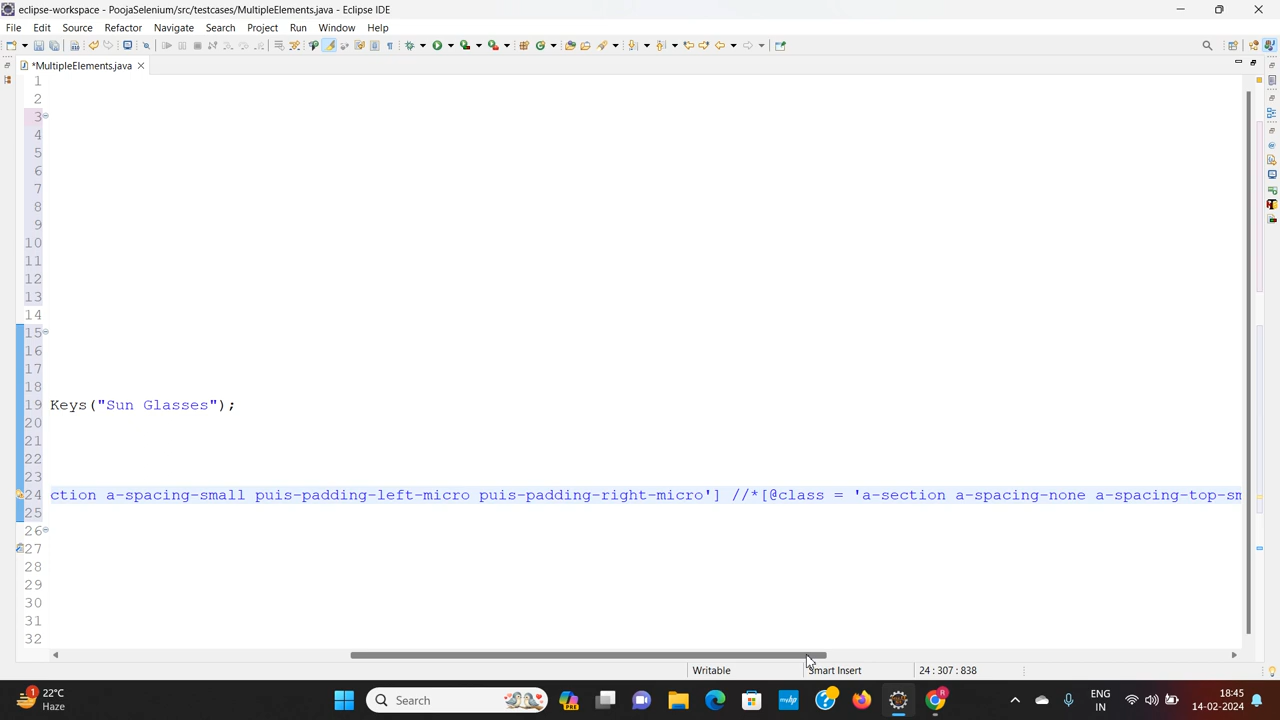 eclipse-workspace - PoojaSelenium/src/testcases/MultipleElements.java - Eclipse IDE
File Edit Source Refactor Navigate Search Project Run Window Help
*MultipleElements.java
1
2
3
4
5
6
7
8
9
10
11
12
13
14
15
16
17
18
19 Keys("Sun Glasses");
20
21
22
23
24 ction a-spacing-small puis-padding-left-micro puis-padding-right-micro'] //*[@class = 'a-section a-spacing-none a-spacing-top-sm
25
26
27
28
29
30
31
32
Writable Smart Insert 24 : 307 : 838
1 22°C
Haze
Search
PRE
myhp
2
R
ENG
IN
18:45
14-02-2024